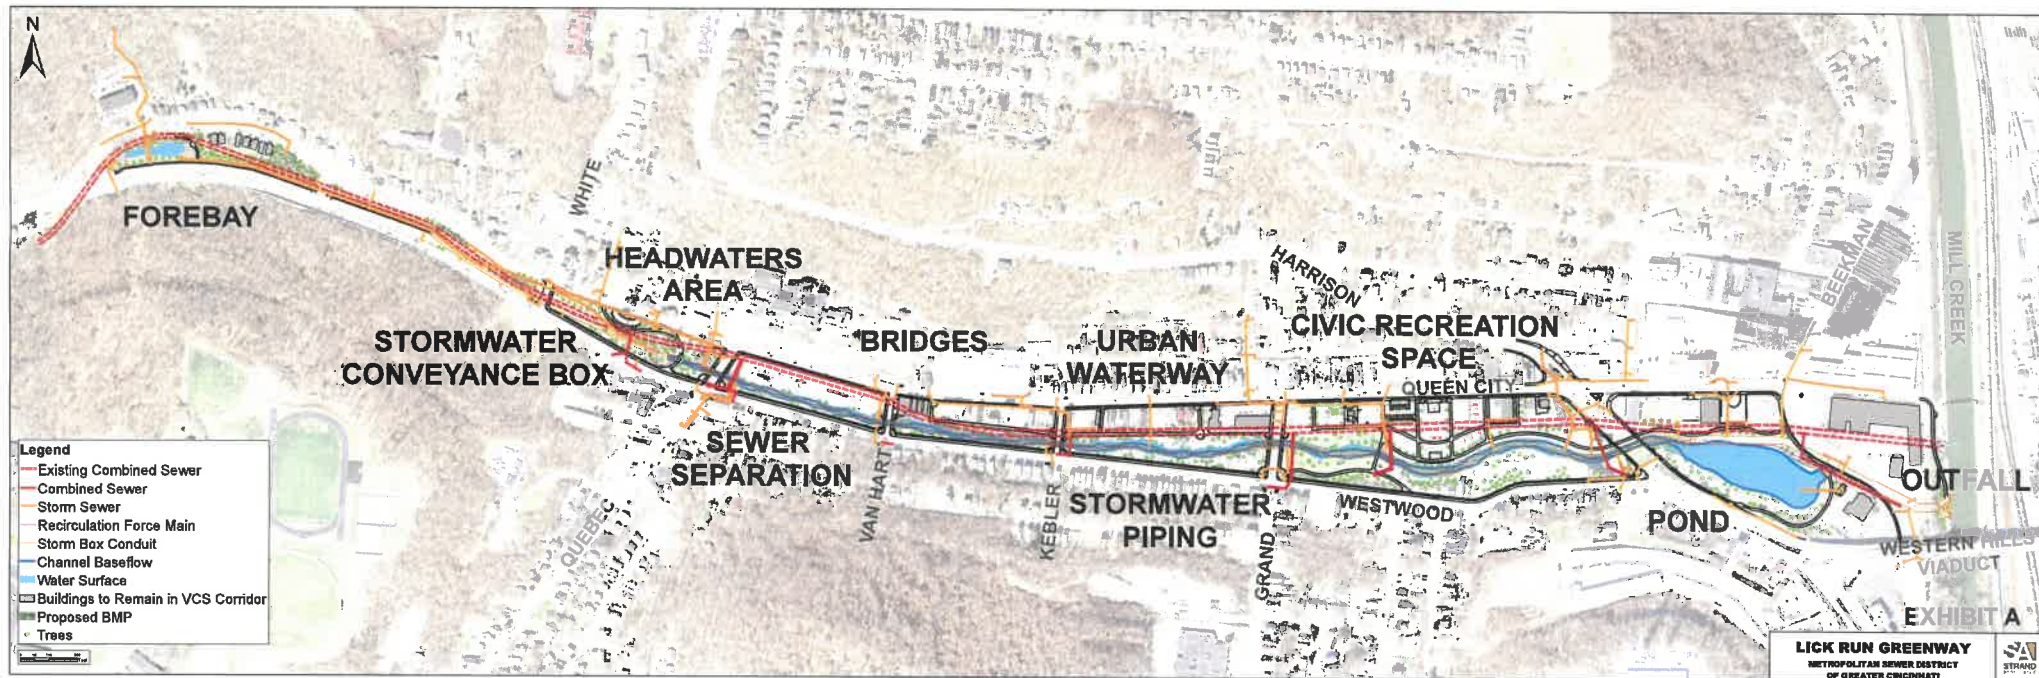 N
FOREBAY
WHITE
HEADWATERS
AREA
STORMWATER
CONVEYANCE BOX
BRIDGES
URBAN
WATERWAY
HARRISON
CIVIC RECREATION
SPACE
QUEEN CITY
BEEKMAN
MILL CREEK
SEWER
SEPARATION
QUEBEC
VAN HART
KEBLER
STORMWATER
PIPING
GRAND
WESTWOOD
POND
OUTFALL
WESTERN HILLS
VIADUCT
Legend
Existing Combined Sewer
Combined Sewer
Storm Sewer
Recirculation Force Main
Storm Box Conduit
Channel Baseflow
Water Surface
Buildings to Remain in VCS Corridor
Proposed BMP
Trees
EXHIBIT A
LICK RUN GREENWAY
METROPOLITAN SEWER DISTRICT
OF GREATER CINCINNATI
SA
STRAND